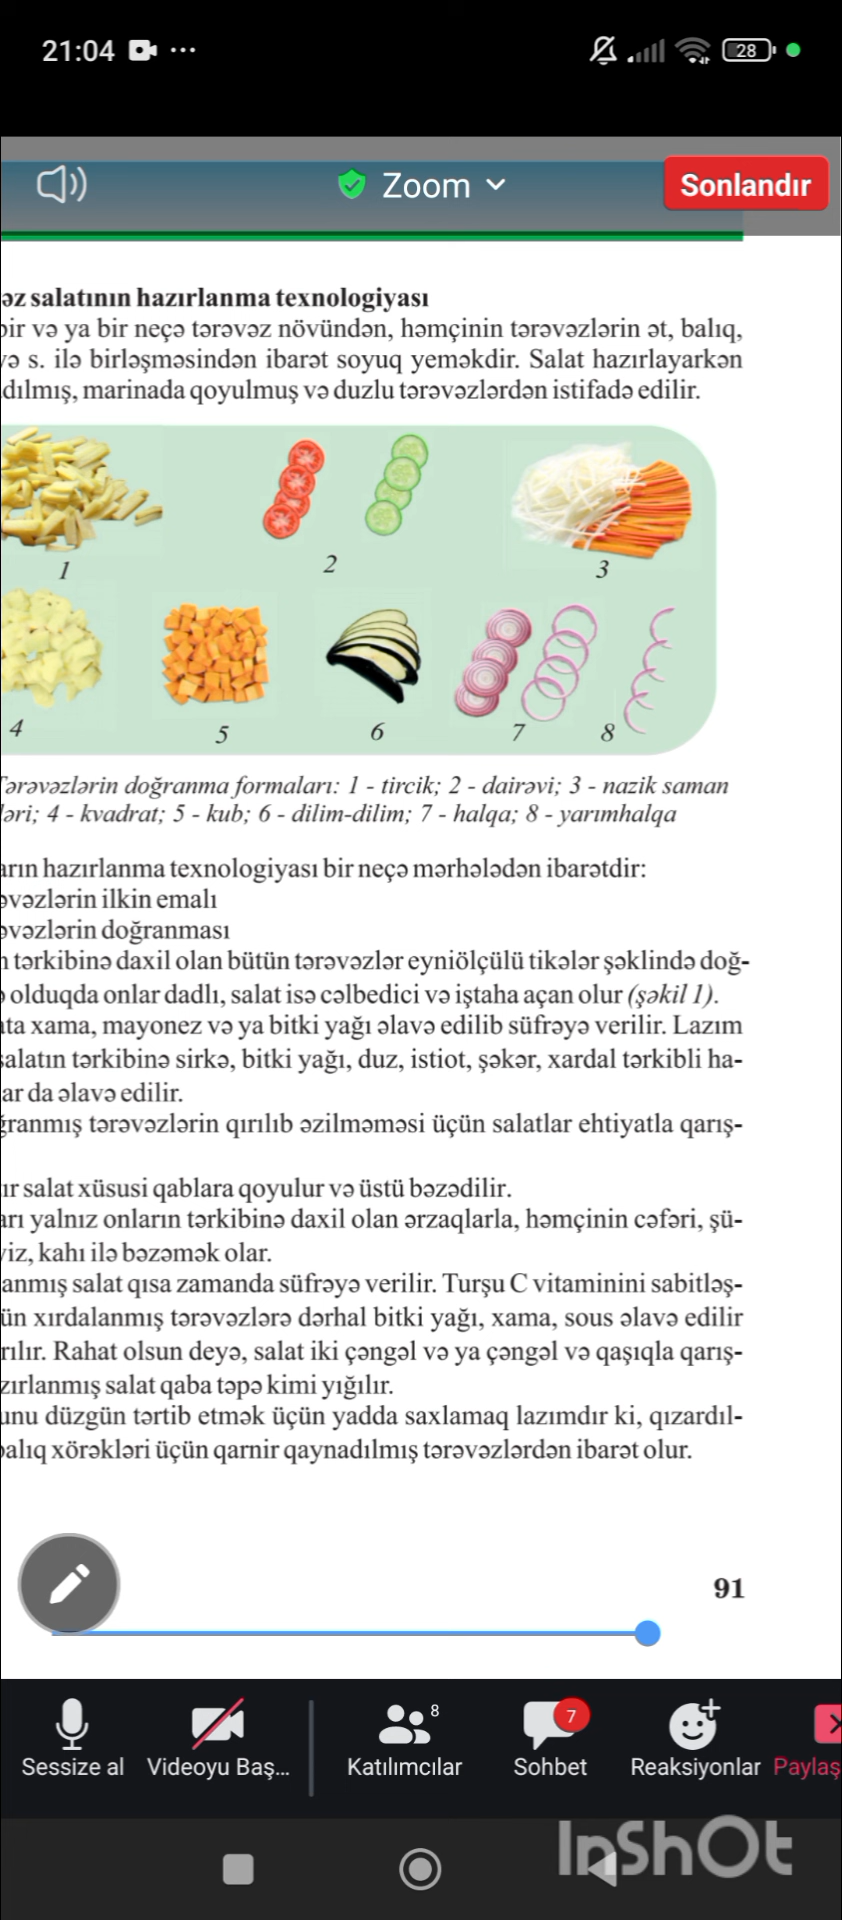 21:04
28
Zoom
Sonlandır
əz salatının hazırlanma texnologiyası
bir və ya bir neçə tərəvəz növündən, həmçinin tərəvəzlərin ət, balıq,
və s. ilə birləşməsindən ibarət soyuq yeməkdir. Salat hazırlayarkən
dılmış, marinada qoyulmuş və duzlu tərəvəzlərdən istifadə edilir.
1
2
3
4
5
6
7
8
Tərəvəzlərin doğranma formaları: 1 - tircik; 2 - dairəvi; 3 - nazik saman
ləri; 4 - kvadrat; 5 - kub; 6 - dilim-dilim; 7 - halqa; 8 - yarımhalqa
arın hazırlanma texnologiyası bir neçə mərhələdən ibarətdir:
əvəzlərin ilkin emalı
əvəzlərin doğranması
n tərkibinə daxil olan bütün tərəvəzlər eyniölçülü tikələr şəklində doğ-
ə olduqda onlar dadlı, salat isə cəlbedici və iştaha açan olur (şəkil 1).
ata xama, mayonez və ya bitki yağı əlavə edilib süfrəyə verilir. Lazım
salatın tərkibinə sirkə, bitki yağı, duz, istiot, şəkər, xardal tərkibli ha-
ar da əlavə edilir.
ğranmış tərəvəzlərin qırılıb əzilməməsi üçün salatlar ehtiyatla qarış-
ır salat xüsusi qablara qoyulur və üstü bəzədilir.
arı yalnız onların tərkibinə daxil olan ərzaqlarla, həmçinin cəfəri, şü-
viz, kahı ilə bəzəmək olar.
anmış salat qısa zamanda süfrəyə verilir. Turşu C vitaminini sabitləş-
ün xırdalanmış tərəvəzlərə dərhal bitki yağı, xama, sous əlavə edilir
rılır. Rahat olsun deyə, salat iki çəngəl və ya çəngəl və qaşıqla qarış-
zırlanmış salat qaba təpə kimi yığılır.
unu düzgün tərtib etmək üçün yadda saxlamaq lazımdır ki, qızardıl-
balıq xörəkləri üçün qarnir qaynadılmış tərəvəzlərdən ibarət olur.
91
8
7
Sessize al
Videoyu Baş...
Katılımcılar
Sohbet
Reaksiyonlar
Paylaş
InShOt